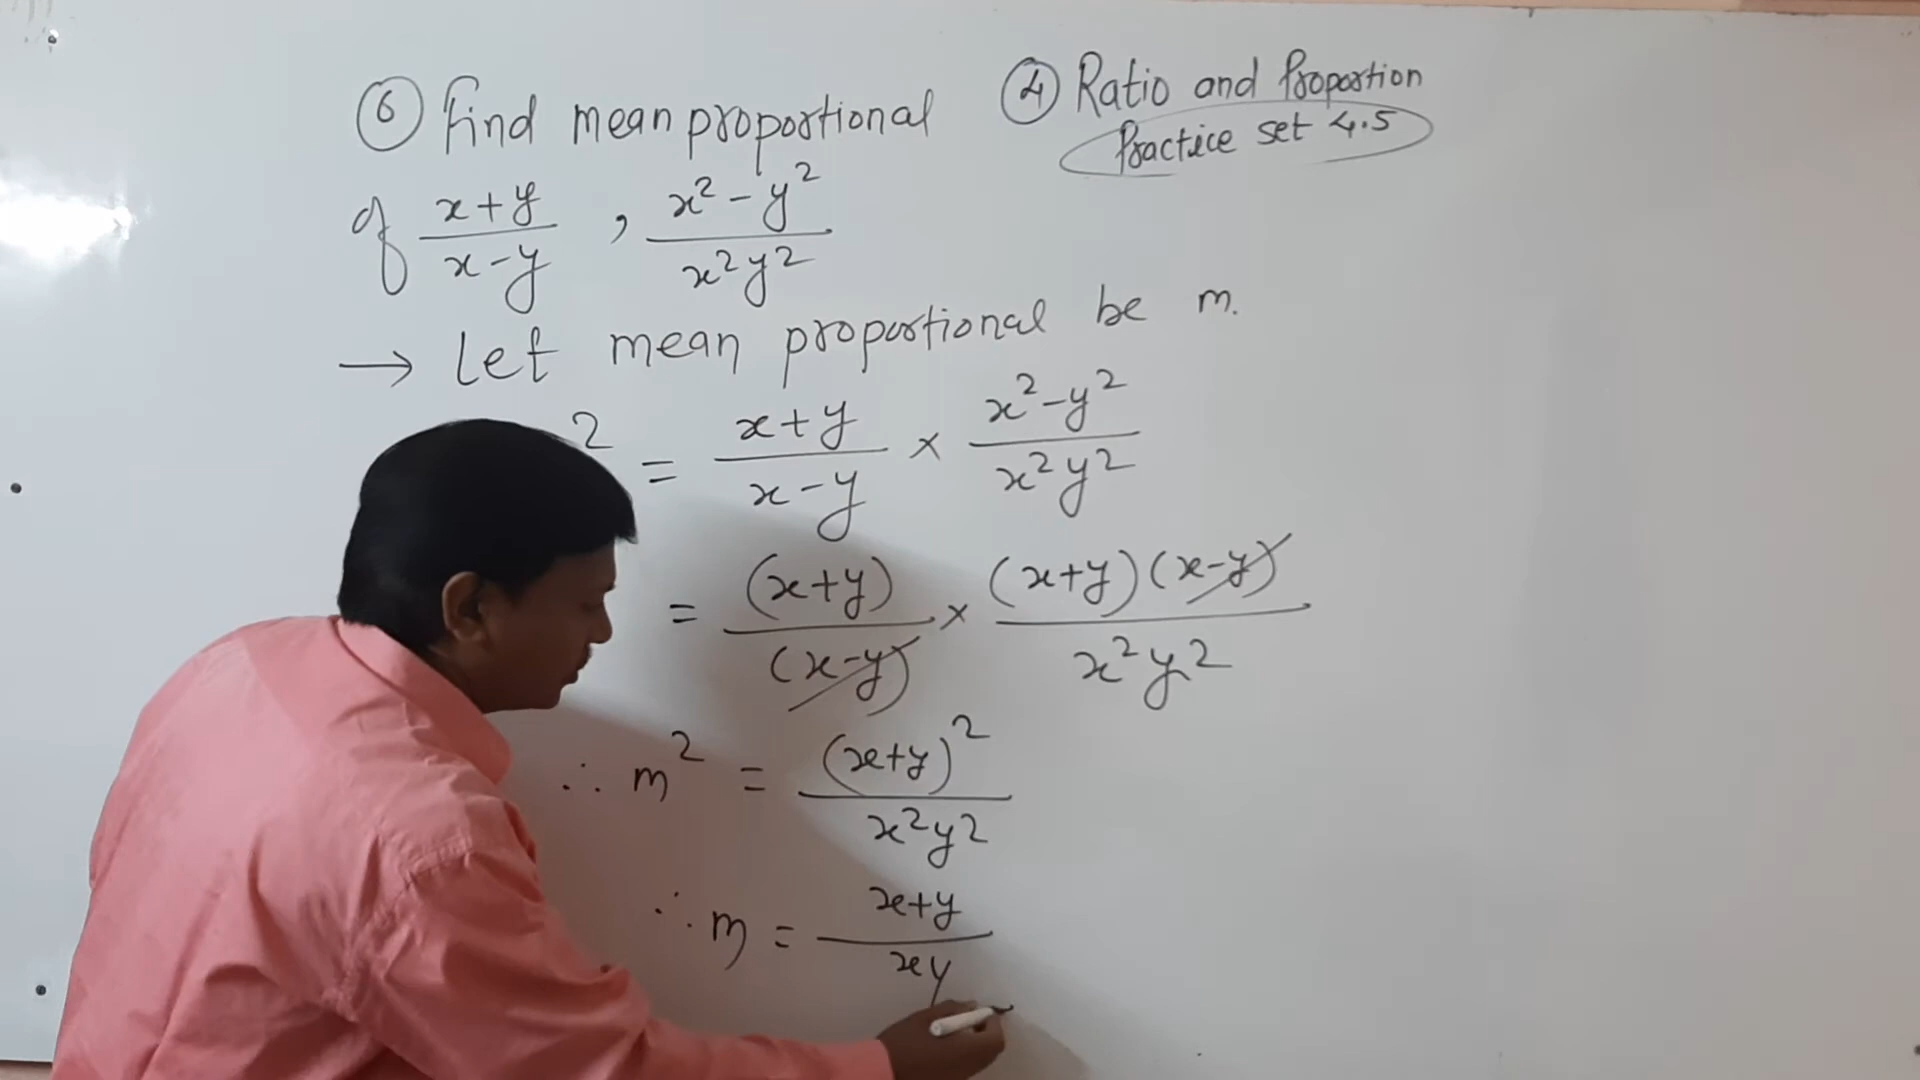 ⑥ Find mean proportional
of (x+y)/(x-y) , (x²-y²)/(x²y²)
④ Ratio and Proportion
Practice set 4.5
→ Let mean proportional be m.
² = (x+y)/(x-y) × (x²-y²)/(x²y²)
= (x+y)/(x-y) × (x+y)(x-y)/(x²y²)
∴ m² = (x+y)²/(x²y²)
∴ m = (x+y)/(xy)